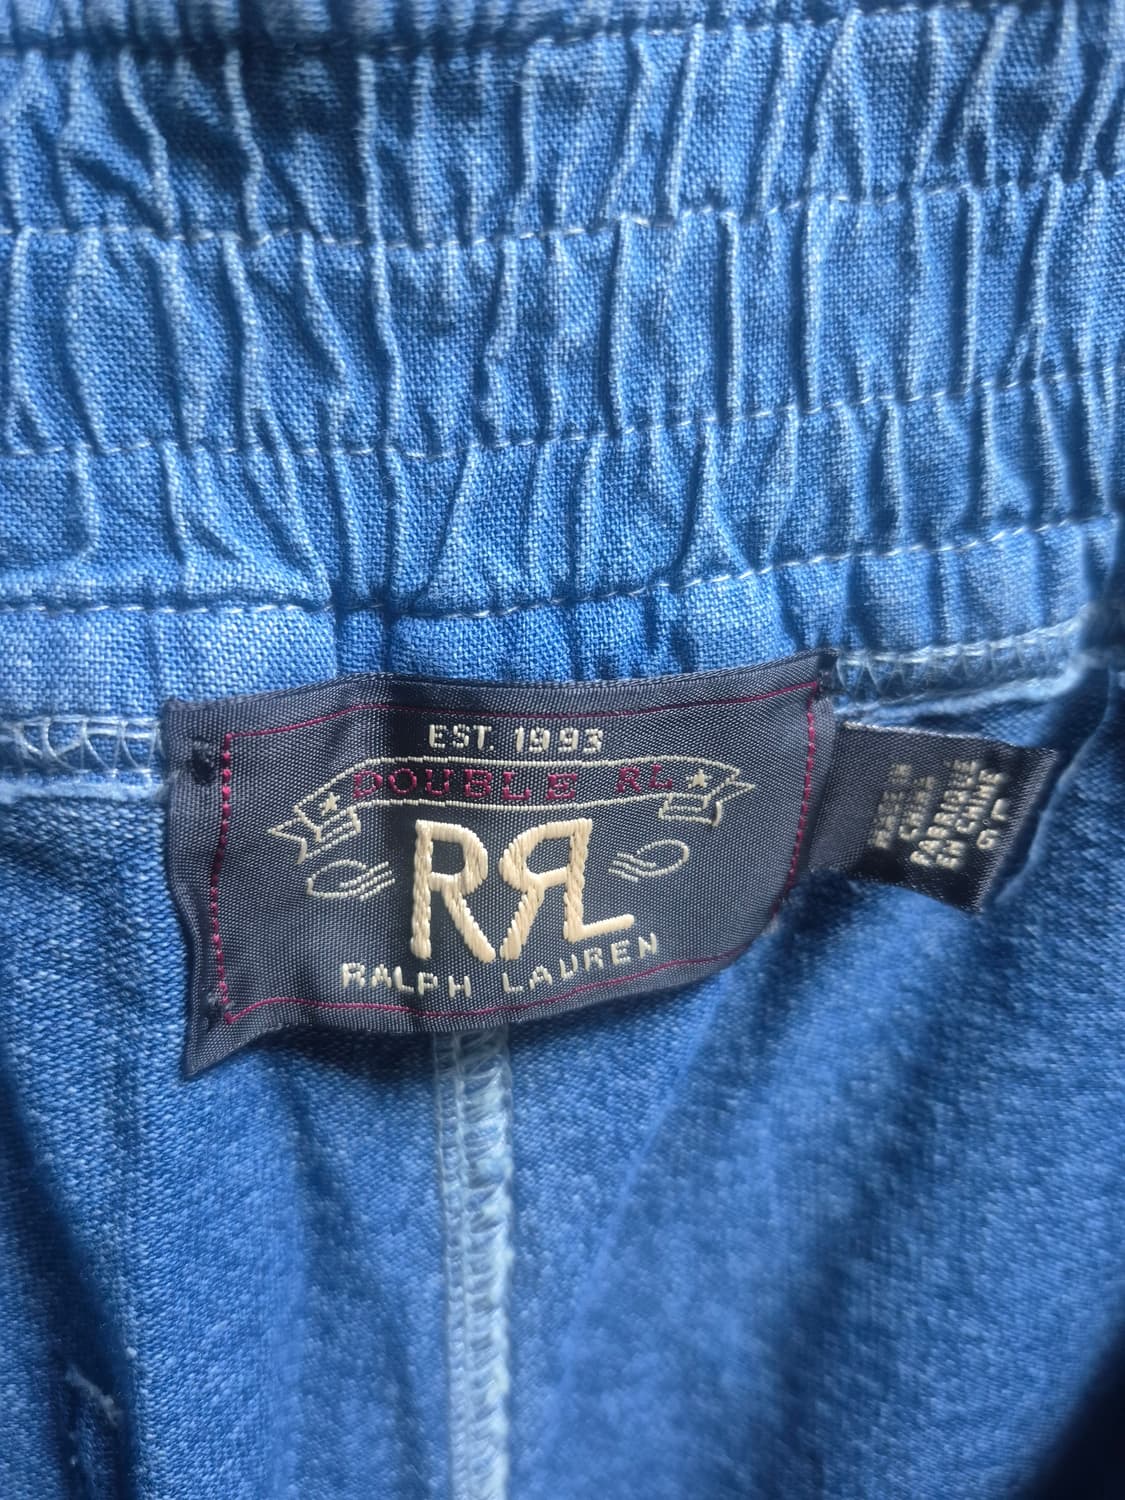 EST. 1993
DOUBLE RL
RRL
RALPH LAUREN
MADE IN
CHINA
FABRIQUÉ
EN CHINE